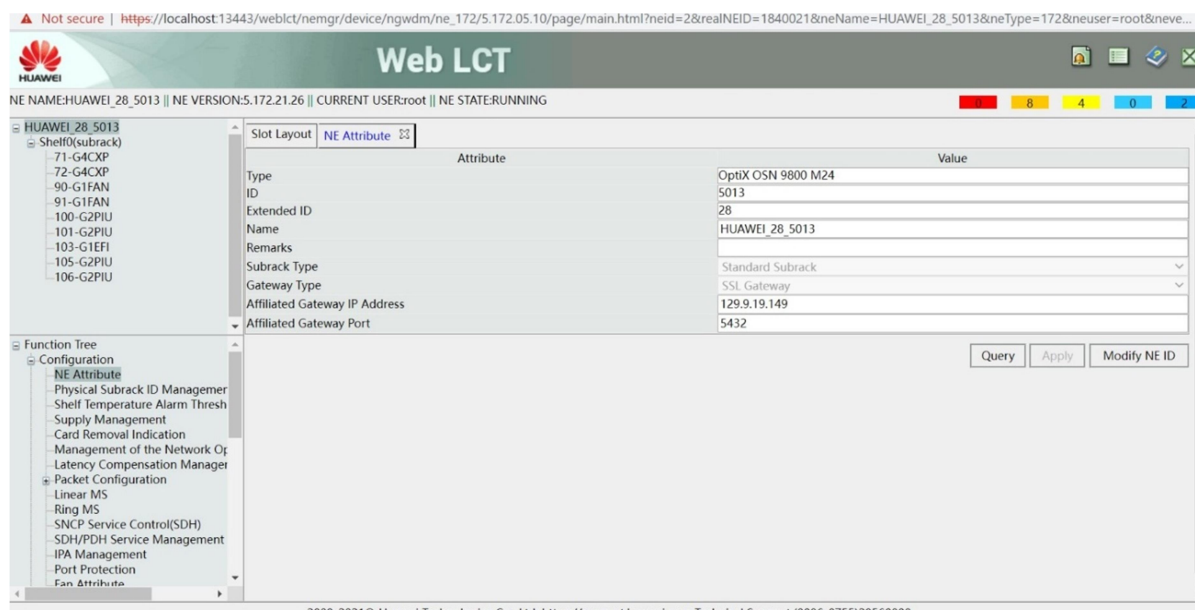 Not secure | https://localhost:13443/weblct/nemgr/device/ngwdm/ne_172/5.172.05.10/page/main.html?neid=2&realNEID=1840021&neName=HUAWEI_28_5013&neType=172&neuser=root&neve...
HUAWEI
Web LCT
NE NAME:HUAWEI_28_5013 || NE VERSION:5.172.21.26 || CURRENT USER:root || NE STATE:RUNNING
0 8 4 0 2
HUAWEI_28_5013
Shelf0(subrack)
71-G4CXP
72-G4CXP
90-G1FAN
91-G1FAN
100-G2PIU
101-G2PIU
103-G1EFI
105-G2PIU
106-G2PIU
Slot Layout NE Attribute
Attribute Value
Type OptiX OSN 9800 M24
ID 5013
Extended ID 28
Name HUAWEI_28_5013
Remarks
Subrack Type Standard Subrack
Gateway Type SSL Gateway
Affiliated Gateway IP Address 129.9.19.149
Affiliated Gateway Port 5432
Query Apply Modify NE ID
Function Tree
Configuration
NE Attribute
Physical Subrack ID Managemer
Shelf Temperature Alarm Thresh
Supply Management
Card Removal Indication
Management of the Network Op
Latency Compensation Manager
Packet Configuration
Linear MS
Ring MS
SNCP Service Control(SDH)
SDH/PDH Service Management
IPA Management
Port Protection
Fan Attribute